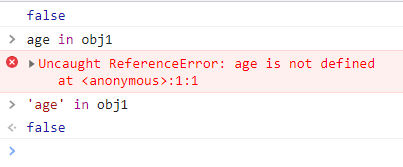 false
age in obj1
Uncaught ReferenceError: age is not defined
at <anonymous>:1:1
'age' in obj1
false